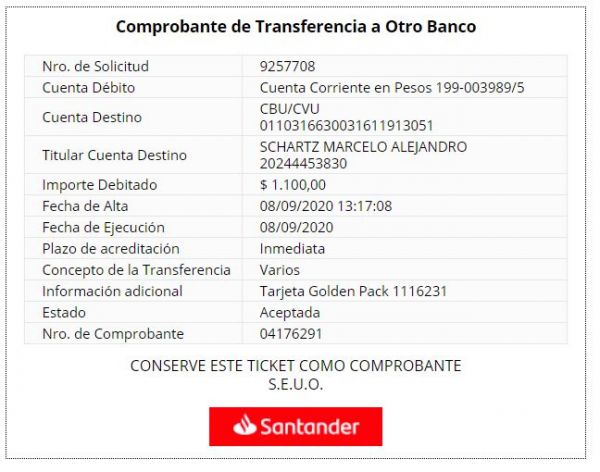 Comprobante de Transferencia a Otro Banco
Nro. de Solicitud 9257708
Cuenta Débito Cuenta Corriente en Pesos 199-003989/5
Cuenta Destino CBU/CVU
0110316630031611913051
Titular Cuenta Destino SCHARTZ MARCELO ALEJANDRO
20244453830
Importe Debitado $ 1.100,00
Fecha de Alta 08/09/2020 13:17:08
Fecha de Ejecución 08/09/2020
Plazo de acreditación Inmediata
Concepto de la Transferencia Varios
Información adicional Tarjeta Golden Pack 1116231
Estado Aceptada
Nro. de Comprobante 04176291
CONSERVE ESTE TICKET COMO COMPROBANTE
S.E.U.O.
Santander